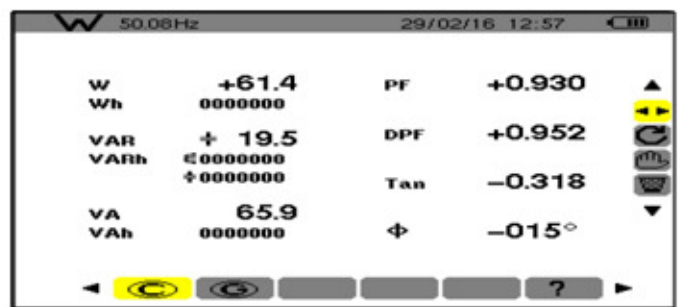 W 50.08Hz 29/02/16 12:57
W +61.4 PF +0.930
Wh 0000000
VAR ÷ 19.5 DPF +0.952
VARh 0000000
÷0000000 Tan −0.318
VA 65.9
VAh 0000000 Φ −015°
C G ?